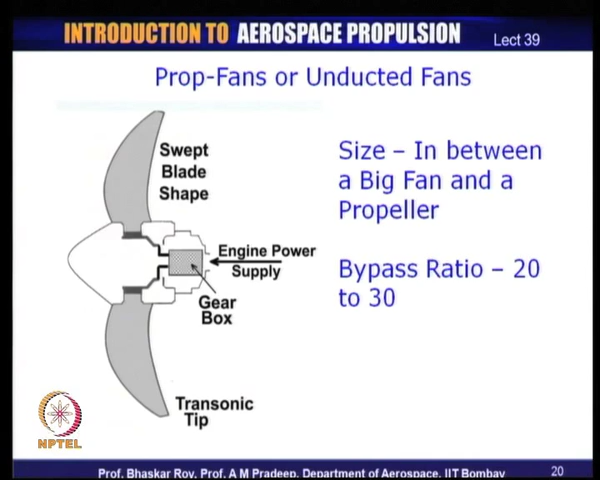 INTRODUCTION TO AEROSPACE PROPULSION
Lect 39
Prop-Fans or Unducted Fans
Swept
Blade
Shape
Engine Power
Supply
Gear
Box
Transonic
Tip
Size – In between
a Big Fan and a
Propeller
Bypass Ratio – 20
to 30
NPTEL
Prof. Bhaskar Roy, Prof. A M Pradeep, Department of Aerospace, IIT Bombay
20